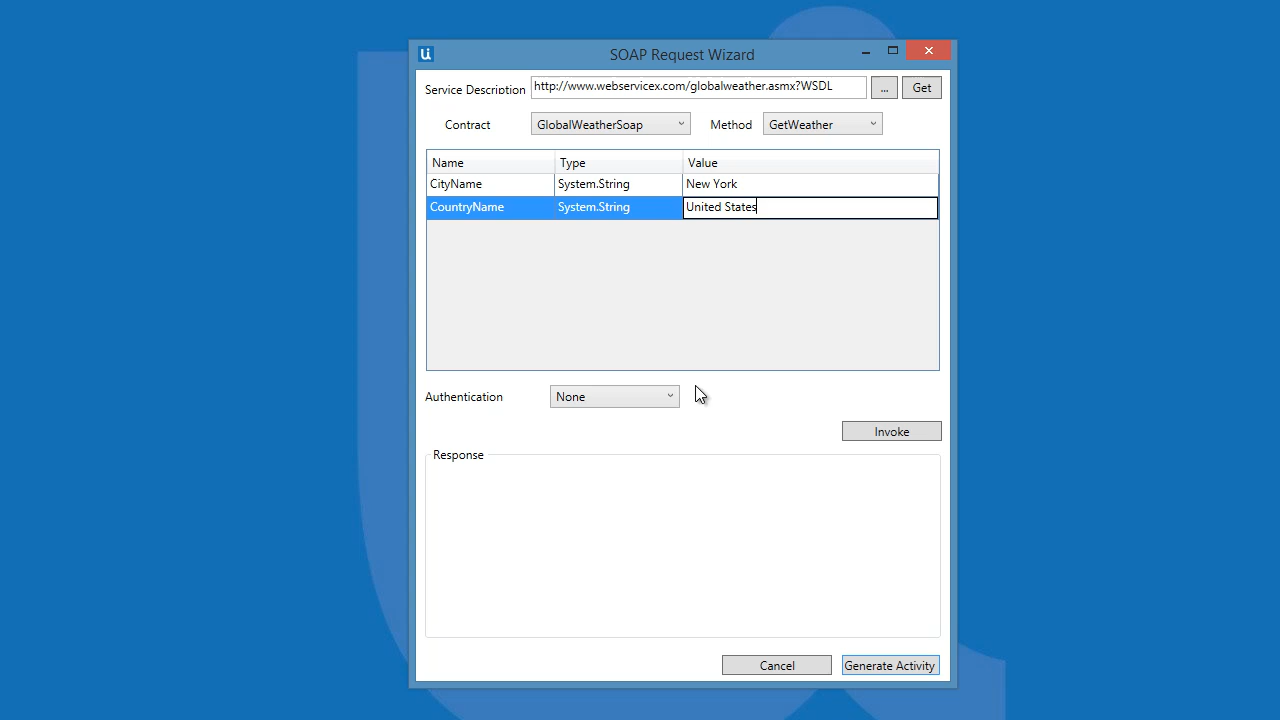 SOAP Request Wizard
Service Description http://www.webservicex.com/globalweather.asmx?WSDL ... Get
Contract GlobalWeatherSoap Method GetWeather
Name Type Value
CityName System.String New York
CountryName System.String United States
Authentication None
Invoke
Response
Cancel Generate Activity